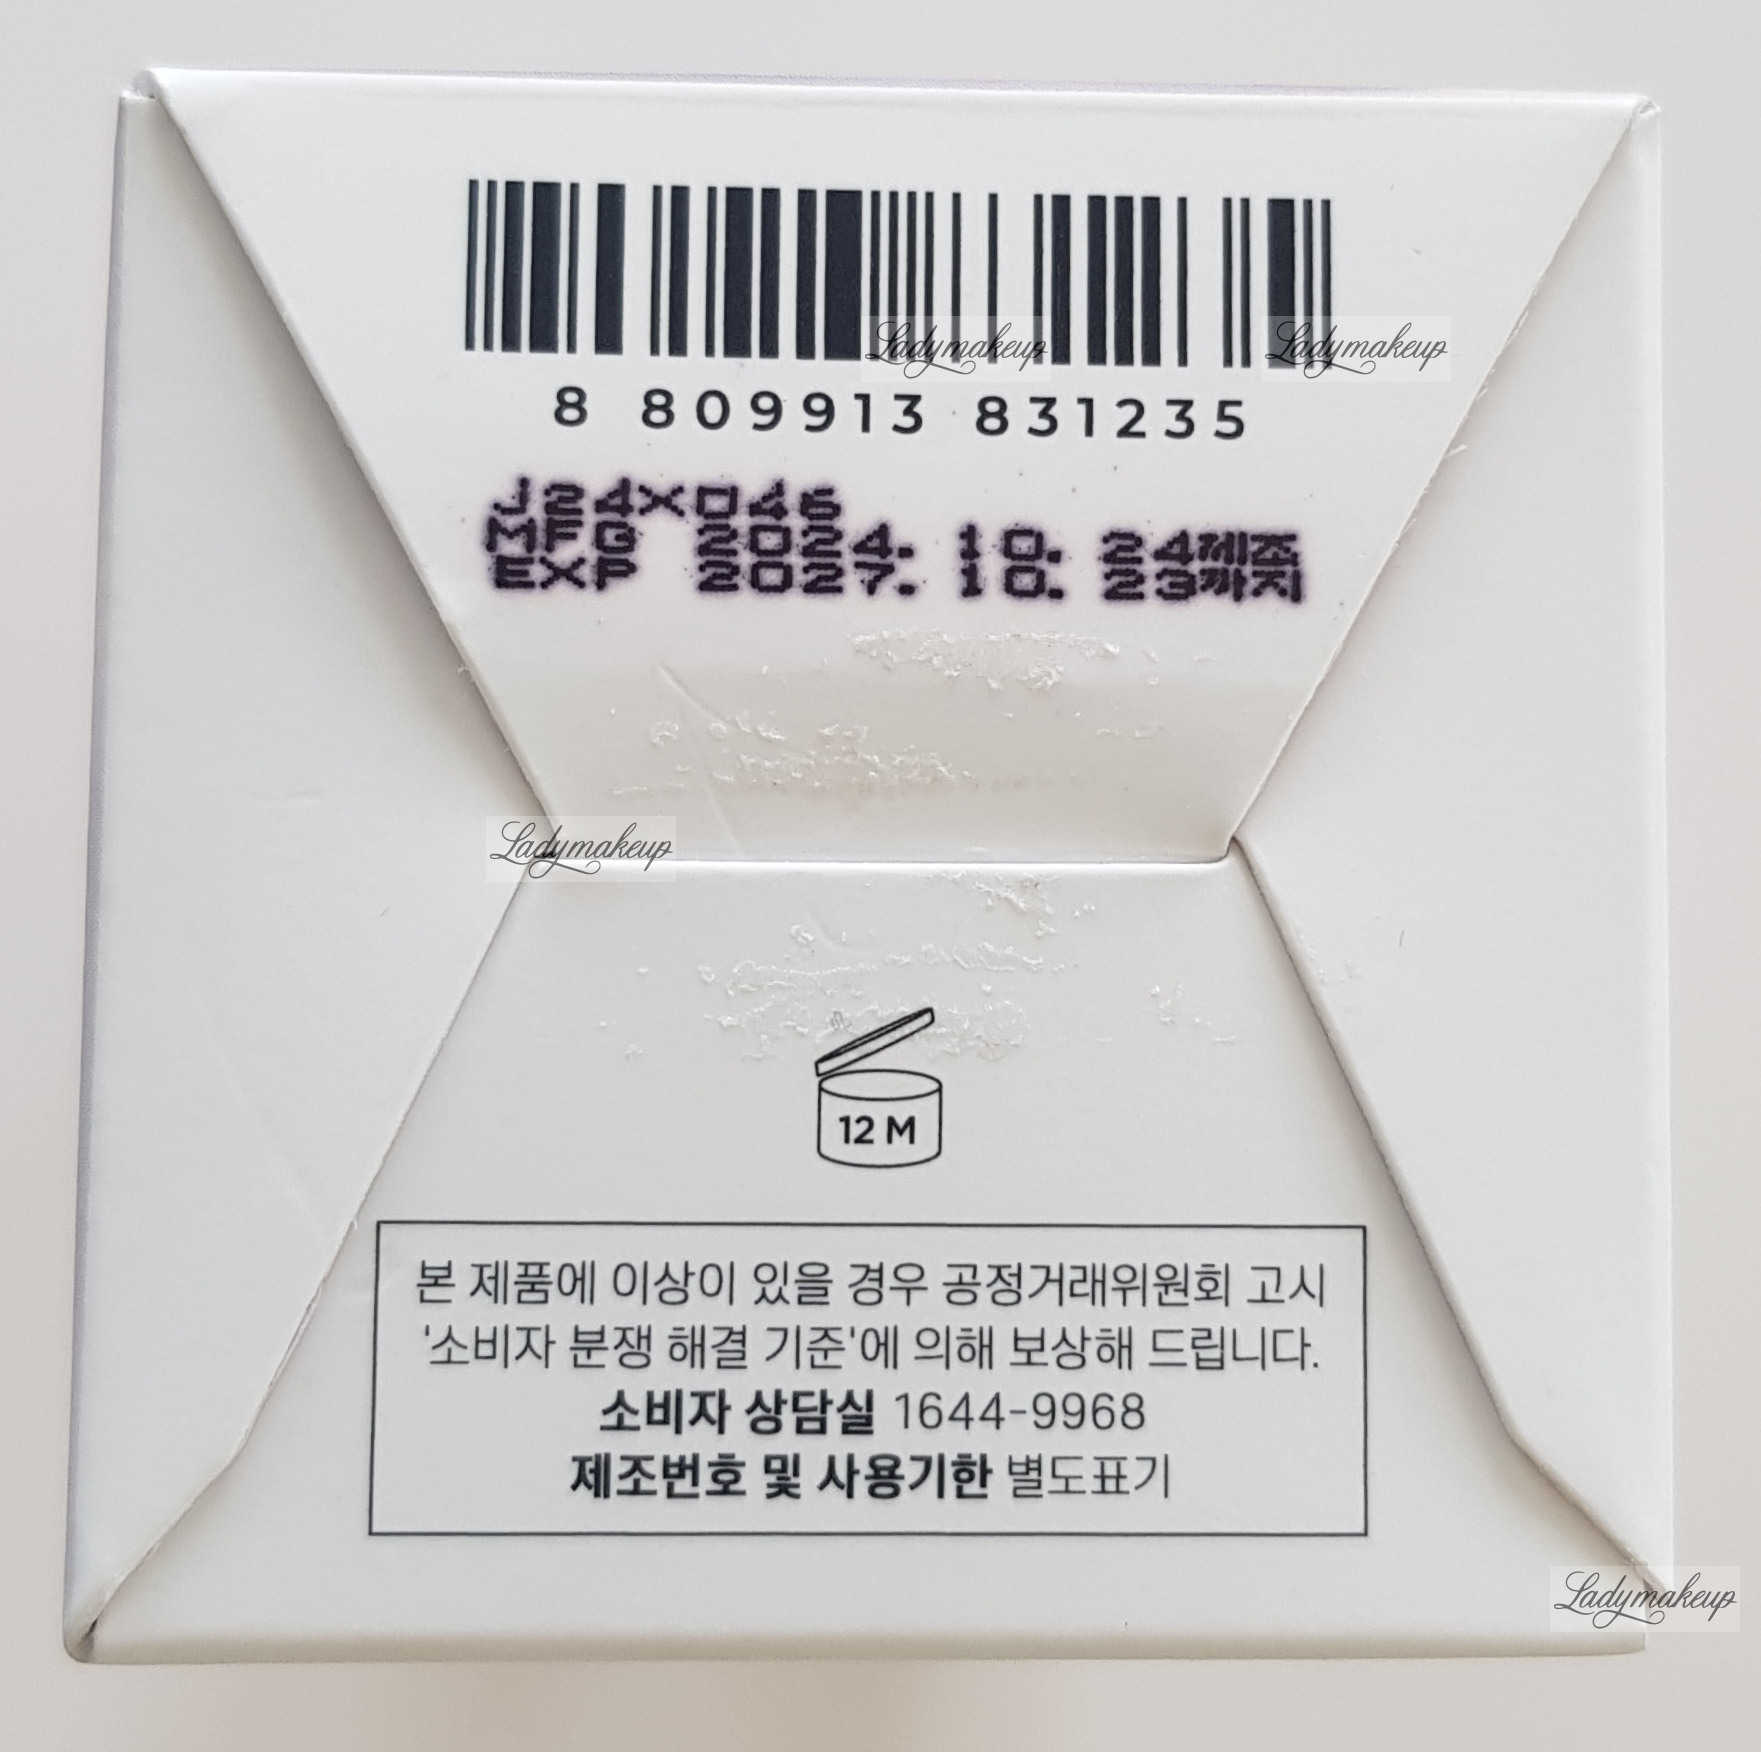 8 809913 831235
J24X046
MFG 2024. 10. 24제조
EXP 2027. 10. 23까지
12 M
본 제품에 이상이 있을 경우 공정거래위원회 고시
'소비자 분쟁 해결 기준'에 의해 보상해 드립니다.
소비자 상담실 1644-9968
제조번호 및 사용기한 별도표기
Ladymakeup
Ladymakeup
Ladymakeup
Ladymakeup